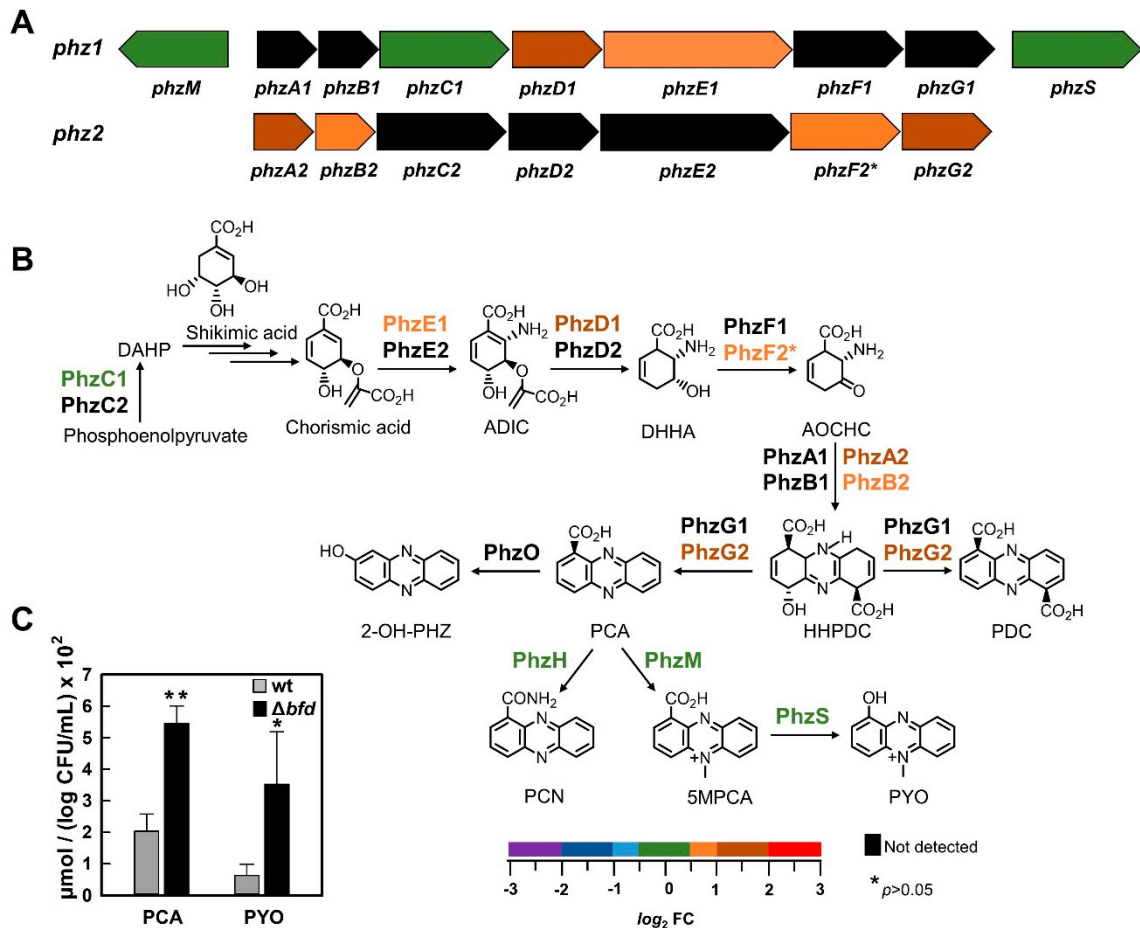 A
phz1
phzM
phzA1
phzB1
phzC1
phzD1
phzE1
phzF1
phzG1
phzS
phz2
phzA2
phzB2
phzC2
phzD2
phzE2
phzF2*
phzG2
B
CO₂H
HO
OH
OH
Shikimic acid
DAHP
PhzC1
PhzC2
Phosphoenolpyruvate
CO₂H
O
OH
CO₂H
Chorismic acid
PhzE1
PhzE2
CO₂H
NH₂
O
OH
CO₂H
ADIC
PhzD1
PhzD2
CO₂H
NH₂
OH
DHHA
PhzF1
PhzF2*
CO₂H
NH₂
O
AOCHC
PhzA1 PhzA2
PhzB1 PhzB2
HO
N
N
2-OH-PHZ
PhzO
CO₂H
N
N
PCA
PhzG1
PhzG2
CO₂H
H
N
N
OH
CO₂H
HHPDC
PhzG1
PhzG2
CO₂H
N
N
CO₂H
PDC
PhzH
PhzM
CONH₂
N
N
PCN
CO₂H
N
N+
5MPCA
PhzS
OH
N
N+
PYO
C
µmol / (log CFU/mL) x 10²
7
6
5
4
3
2
1
0
wt
Δbfd
**
*
PCA PYO
-3 -2 -1 0 1 2 3
log₂ FC
Not detected
*p>0.05